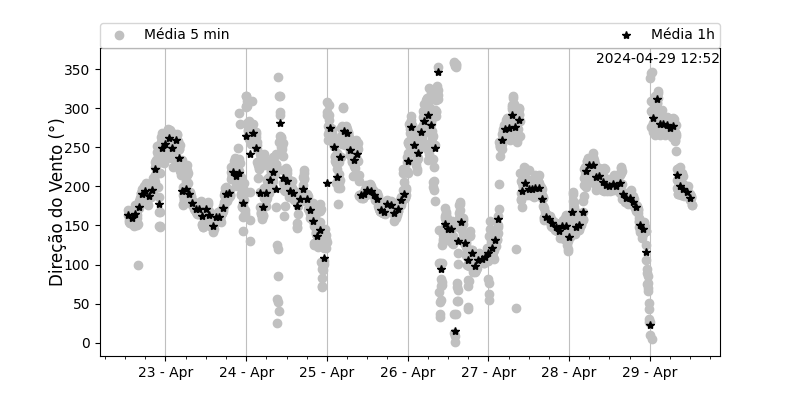 Média 5 min
Média 1h
2024-04-29 12:52
Direção do Vento (°)
350
300
250
200
150
100
50
0
23 - Apr
24 - Apr
25 - Apr
26 - Apr
27 - Apr
28 - Apr
29 - Apr